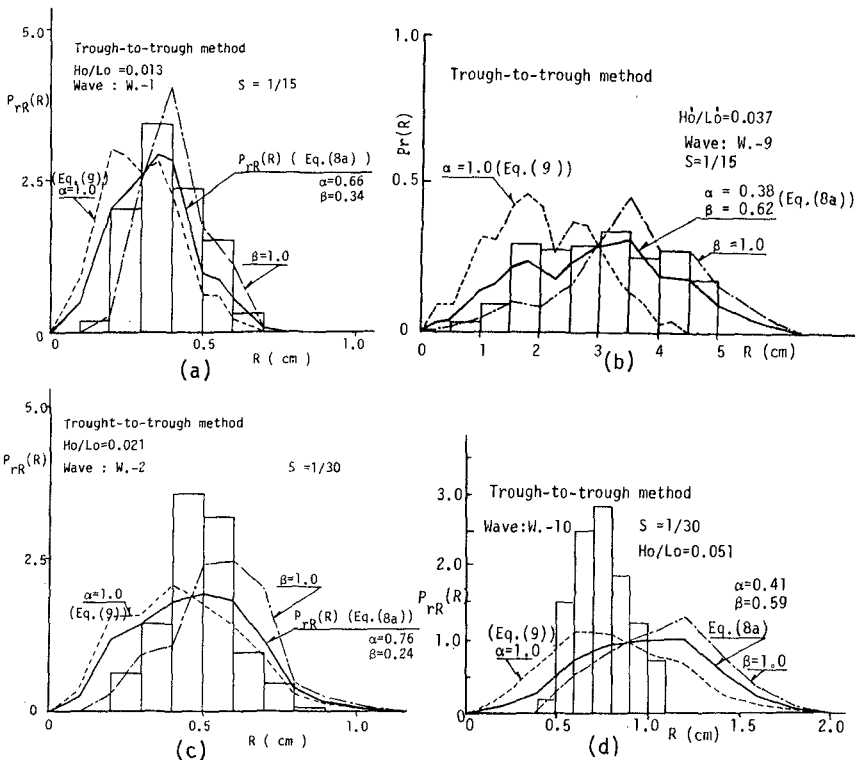 5.0
Trough-to-trough method
Ho/Lo =0.013
Wave : W.-1 S = 1/15
PrR(R)
2.5
(Eq.(9))
α=1.0
PrR(R) ( Eq.(8a) )
α=0.66
β=0.34
β=1.0
0
0.5 1.0
R ( cm )
(a)
1.0
Trough-to-trough method
Ho'/Lo'=0.037
Wave: W.-9
S=1/15
Pr(R)
0.5
α =1.0(Eq.(9))
α = 0.38
β = 0.62
(Eq.(8a))
β =1.0
0
0 1 2 3 4 5 R (cm)
(b)
5.0
Trought-to-trough method
Ho/Lo=0.021
PrR(R)
Wave : W.-2 S =1/30
2.5
α=1.0
(Eq.(9))
β=1.0
PrR(R) (Eq.(8a))
α=0.76
β=0.24
0
0.5 1.0
R ( cm )
(c)
3.0
Trough-to-trough method
Wave:W.-10 S =1/30
Ho/Lo=0.051
2.0
PrR(R)
α=0.41
β=0.59
(Eq.(9))
α=1.0
Eq.(8a)
1.0
β=1.0
0
0 0.5 1.0 1.5 2.0
R (cm)
(d)